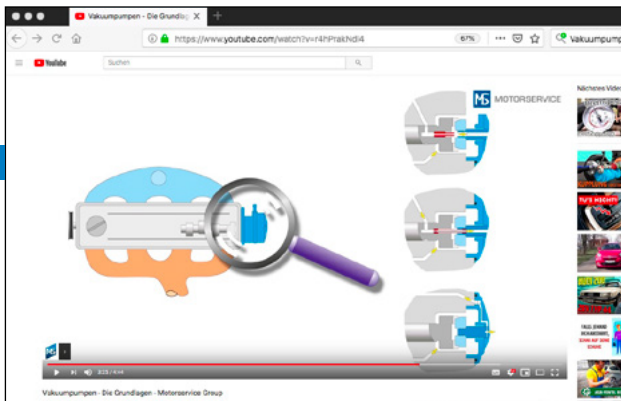 Vakuumpumpen - Die Grundlag
https://www.youtube.com/watch?v=r4hPrakNdi4
67%
Vakuumpump
YouTube
Suchen
MS MOTORSERVICE
Nächstes Video
Vakuumpumpen - Die Grundlagen - Motorservice Group